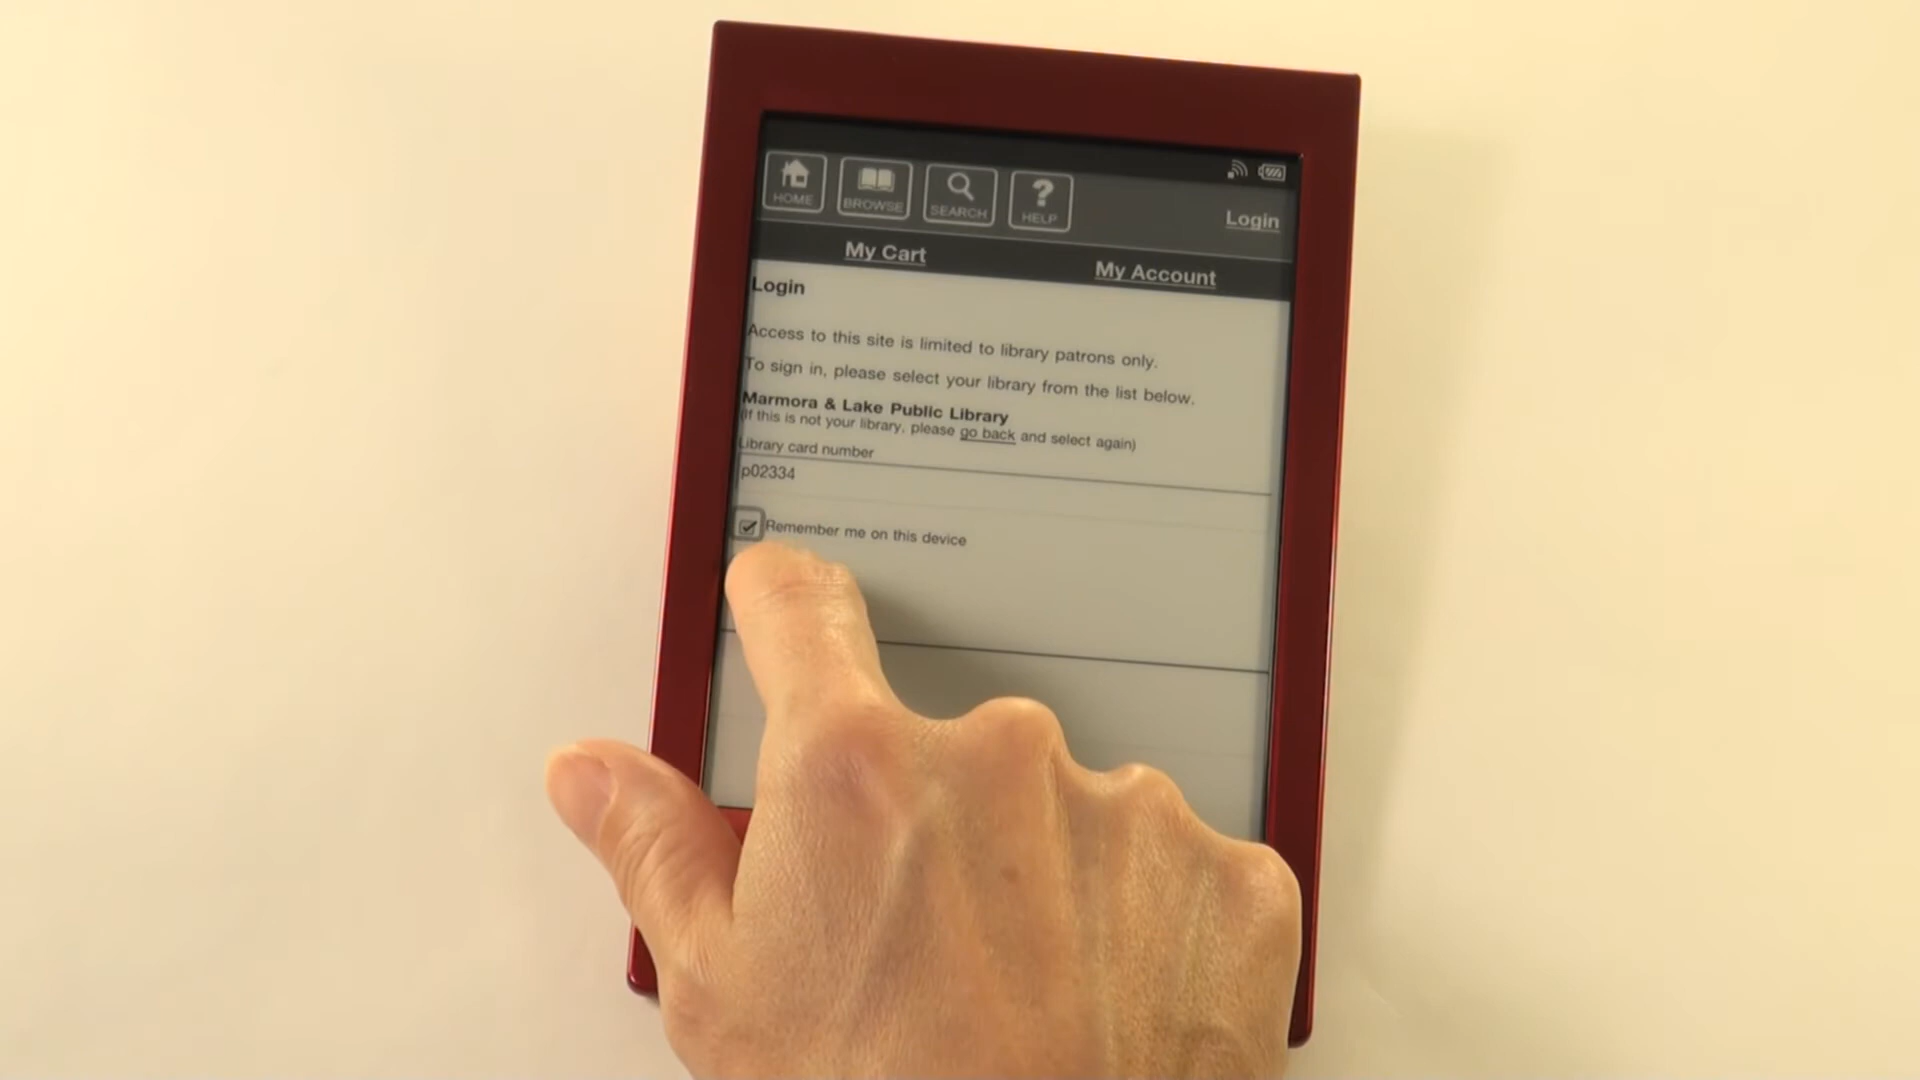 HOME BROWSE SEARCH HELP Login
My Cart My Account
Login
Access to this site is limited to library patrons only.
To sign in, please select your library from the list below.
Marmora & Lake Public Library
(If this is not your library, please go back and select again)
Library card number
p02334
Remember me on this device